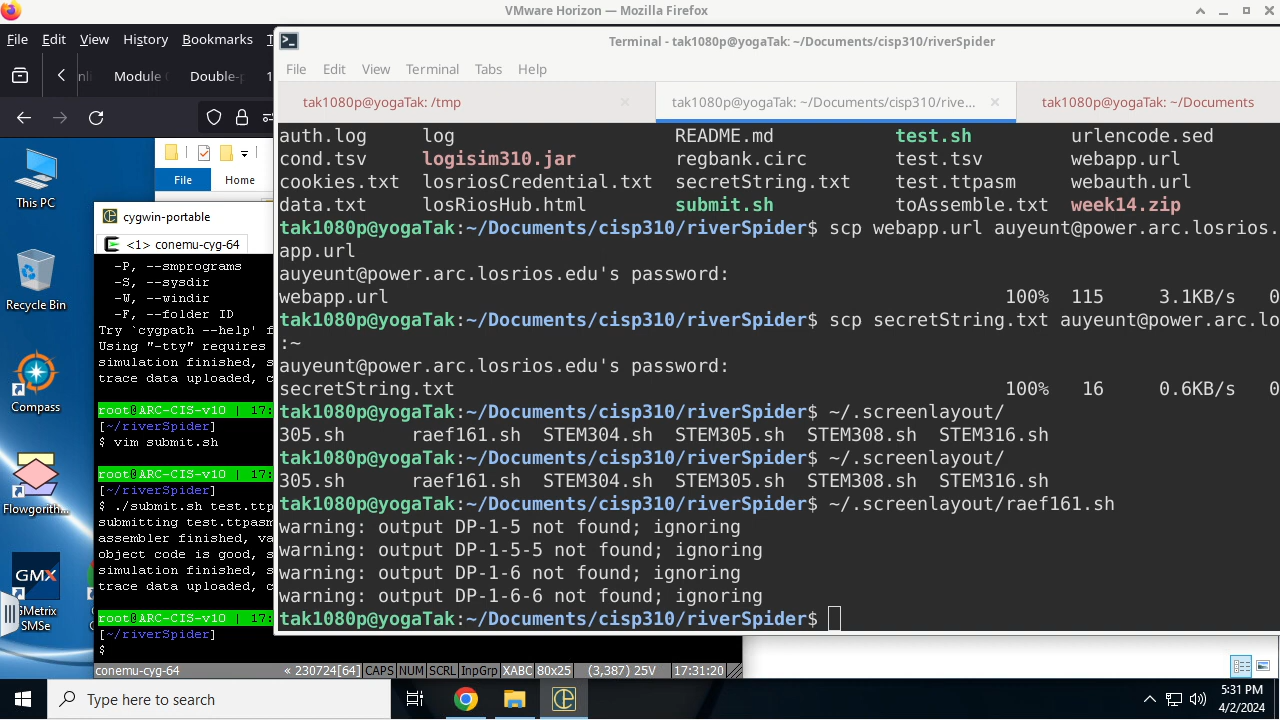 VMware Horizon — Mozilla Firefox
File Edit View History Bookmarks
Terminal - tak1080p@yogaTak: ~/Documents/cisp310/riverSpider
File Edit View Terminal Tabs Help
Module Double-
tak1080p@yogaTak: /tmp
tak1080p@yogaTak: ~/Documents/cisp310/rive...
tak1080p@yogaTak: ~/Documents
auth.log log README.md test.sh urlencode.sed
cond.tsv logisim310.jar regbank.circ test.tsv webapp.url
cookies.txt losriosCredential.txt secretString.txt test.ttpasm webauth.url
data.txt losRiosHub.html submit.sh toAssemble.txt week14.zip
tak1080p@yogaTak:~/Documents/cisp310/riverSpider$ scp webapp.url auyeunt@power.arc.losrios.
app.url
auyeunt@power.arc.losrios.edu's password:
webapp.url 100% 115 3.1KB/s 0
tak1080p@yogaTak:~/Documents/cisp310/riverSpider$ scp secretString.txt auyeunt@power.arc.lo
:~
auyeunt@power.arc.losrios.edu's password:
secretString.txt 100% 16 0.6KB/s 0
tak1080p@yogaTak:~/Documents/cisp310/riverSpider$ ~/.screenlayout/
305.sh raef161.sh STEM304.sh STEM305.sh STEM308.sh STEM316.sh
tak1080p@yogaTak:~/Documents/cisp310/riverSpider$ ~/.screenlayout/
305.sh raef161.sh STEM304.sh STEM305.sh STEM308.sh STEM316.sh
tak1080p@yogaTak:~/Documents/cisp310/riverSpider$ ~/.screenlayout/raef161.sh
warning: output DP-1-5 not found; ignoring
warning: output DP-1-5-5 not found; ignoring
warning: output DP-1-6 not found; ignoring
warning: output DP-1-6-6 not found; ignoring
tak1080p@yogaTak:~/Documents/cisp310/riverSpider$
This PC
Recycle Bin
Compass
Flowgorith...
GMX
GMetrix
SMSe
File Home
cygwin-portable
<1> conemu-cyg-64
-P, --smprograms
-S, --sysdir
-W, --windir
-F, --folder ID
Try `cygpath --help' f
Using "-tty" requires
simulation finished, s
trace data uploaded, c
root@ARC-CIS-v10 | 17:
[~/riverSpider]
$ vim submit.sh
root@ARC-CIS-v10 | 17:
[~/riverSpider]
$ ./submit.sh test.ttp
submitting test.ttpasm
assembler finished, va
object code is good, s
simulation finished, s
trace data uploaded, c
root@ARC-CIS-v10 | 17:
[~/riverSpider]
$
conemu-cyg-64 « 230724[64] CAPS NUM SCRL InpGrp XABC 80x25 (3,387) 25V 17:31:20
Type here to search
5:31 PM
4/2/2024